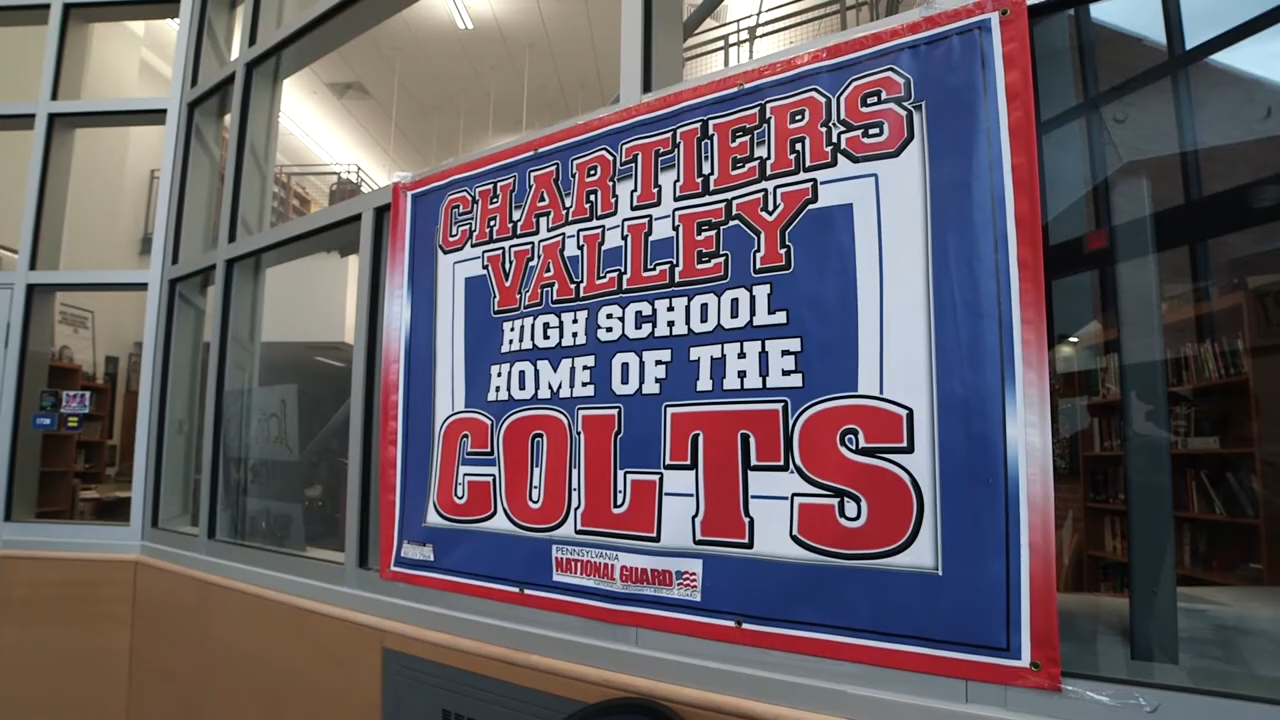 CHARTIERS
VALLEY
HIGH SCHOOL
HOME OF THE
COLTS
PENNSYLVANIA
NATIONAL GUARD